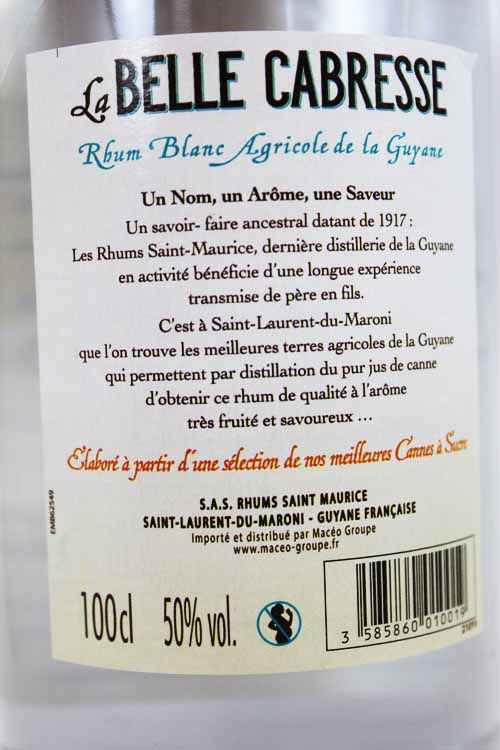 La BELLE CABRESSE
Rhum Blanc Agricole de la Guyane
Un Nom, un Arôme, une Saveur
Un savoir- faire ancestral datant de 1917 :
Les Rhums Saint-Maurice, dernière distillerie de la Guyane
en activité bénéficie d'une longue expérience
transmise de père en fils.
C'est à Saint-Laurent-du-Maroni
que l'on trouve les meilleures terres agricoles de la Guyane
qui permettent par distillation du pur jus de canne
d'obtenir ce rhum de qualité à l'arôme
très fruité et savoureux ...
Elaboré à partir d'une sélection de nos meilleures Cannes à Sucre
S.A.S. RHUMS SAINT MAURICE
SAINT-LAURENT-DU-MARONI - GUYANE FRANÇAISE
Importé et distribué par Macéo Groupe
www.maceo-groupe.fr
EMB62549
100cl 50% vol.
3 585860 010019